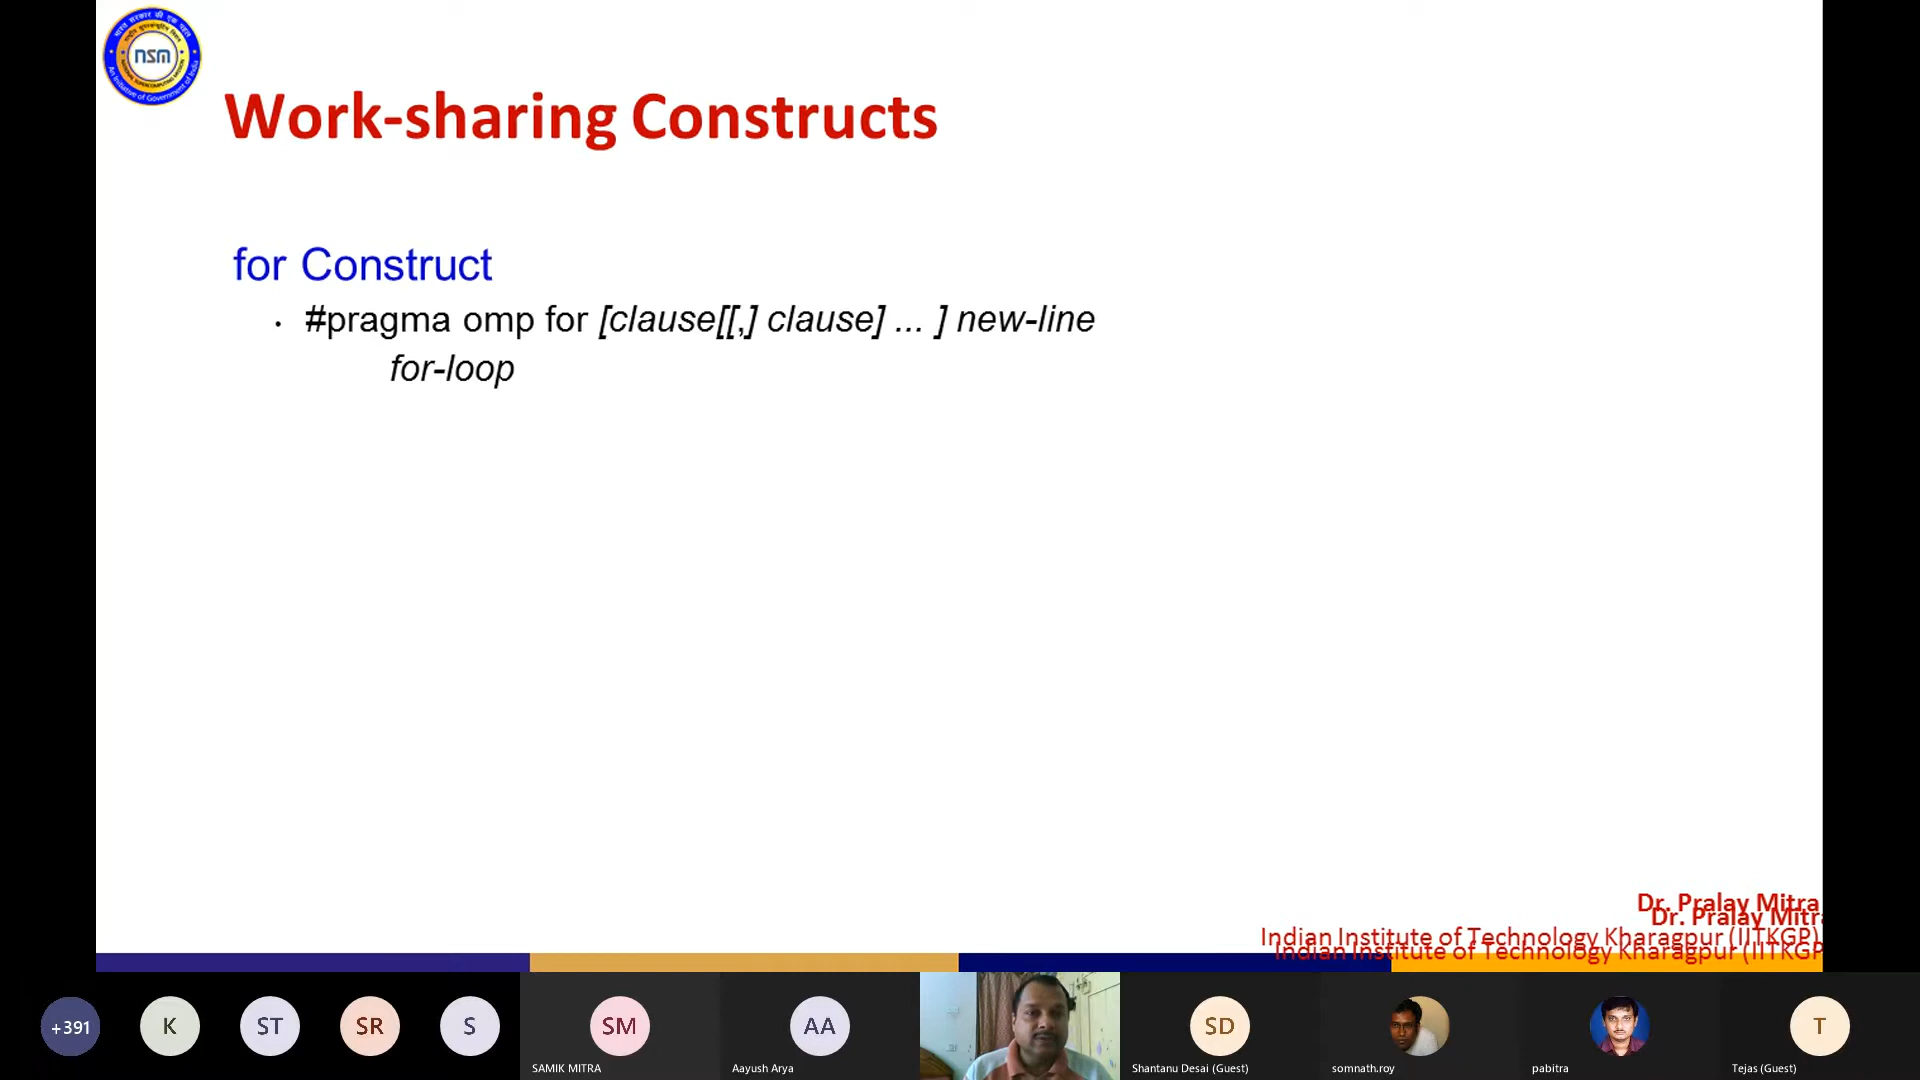 nsm
Work-sharing Constructs
for Construct
• #pragma omp for [clause[[,] clause] ... ] new-line
for-loop
Dr. Pralay Mitra
Dr. Pralay Mitra
Indian Institute of Technology Kharagpur (IITKGP)
Indian Institute of Technology Kharagpur (IITKGP
+391
K
ST
SR
S
SM
AA
SD
T
SAMIK MITRA
Aayush Arya
Shantanu Desai (Guest)
somnath.roy
pabitra
Tejas (Guest)